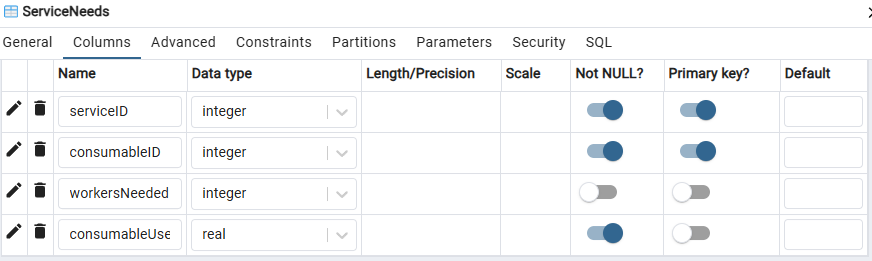 ServiceNeeds
General Columns Advanced Constraints Partitions Parameters Security SQL
Name Data type Length/Precision Scale Not NULL? Primary key? Default
serviceID integer
consumableID integer
workersNeeded integer
consumableUse real